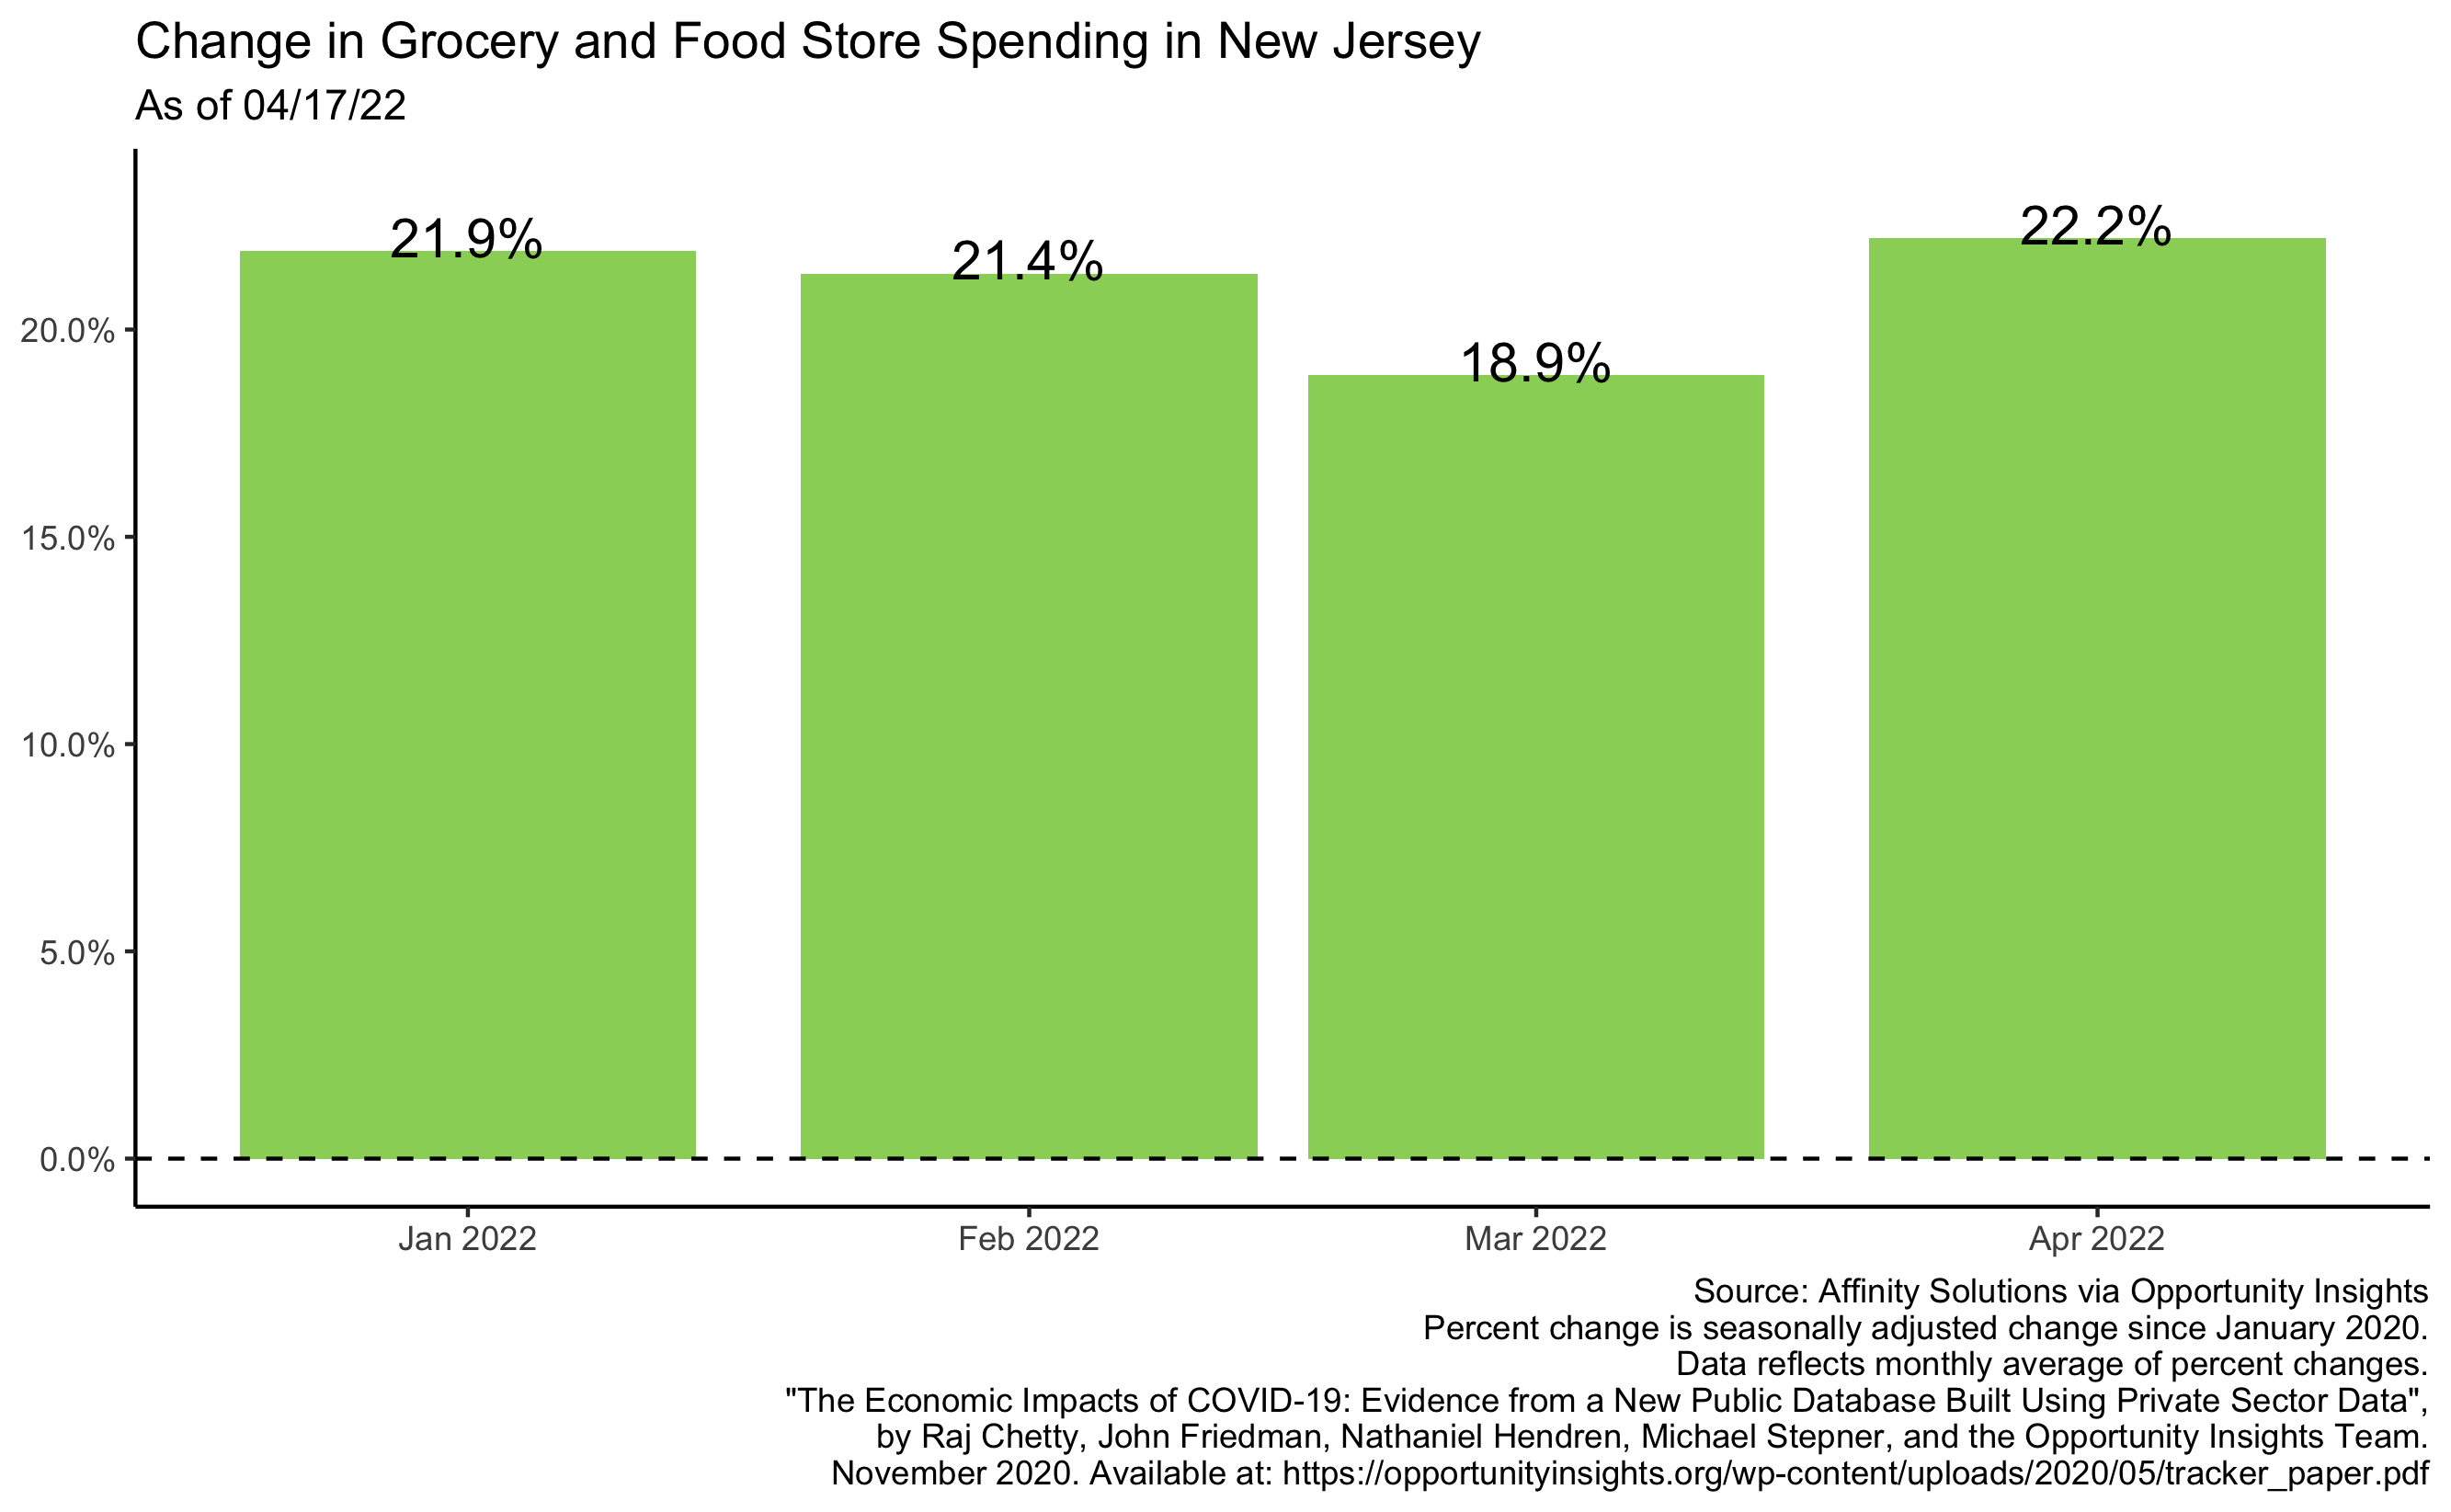 Change in Grocery and Food Store Spending in New Jersey
As of 04/17/22
21.9%
21.4%
18.9%
22.2%
20.0%
15.0%
10.0%
5.0%
0.0%
Jan 2022
Feb 2022
Mar 2022
Apr 2022
Source: Affinity Solutions via Opportunity Insights
Percent change is seasonally adjusted change since January 2020.
Data reflects monthly average of percent changes.
"The Economic Impacts of COVID-19: Evidence from a New Public Database Built Using Private Sector Data",
by Raj Chetty, John Friedman, Nathaniel Hendren, Michael Stepner, and the Opportunity Insights Team.
November 2020. Available at: https://opportunityinsights.org/wp-content/uploads/2020/05/tracker_paper.pdf